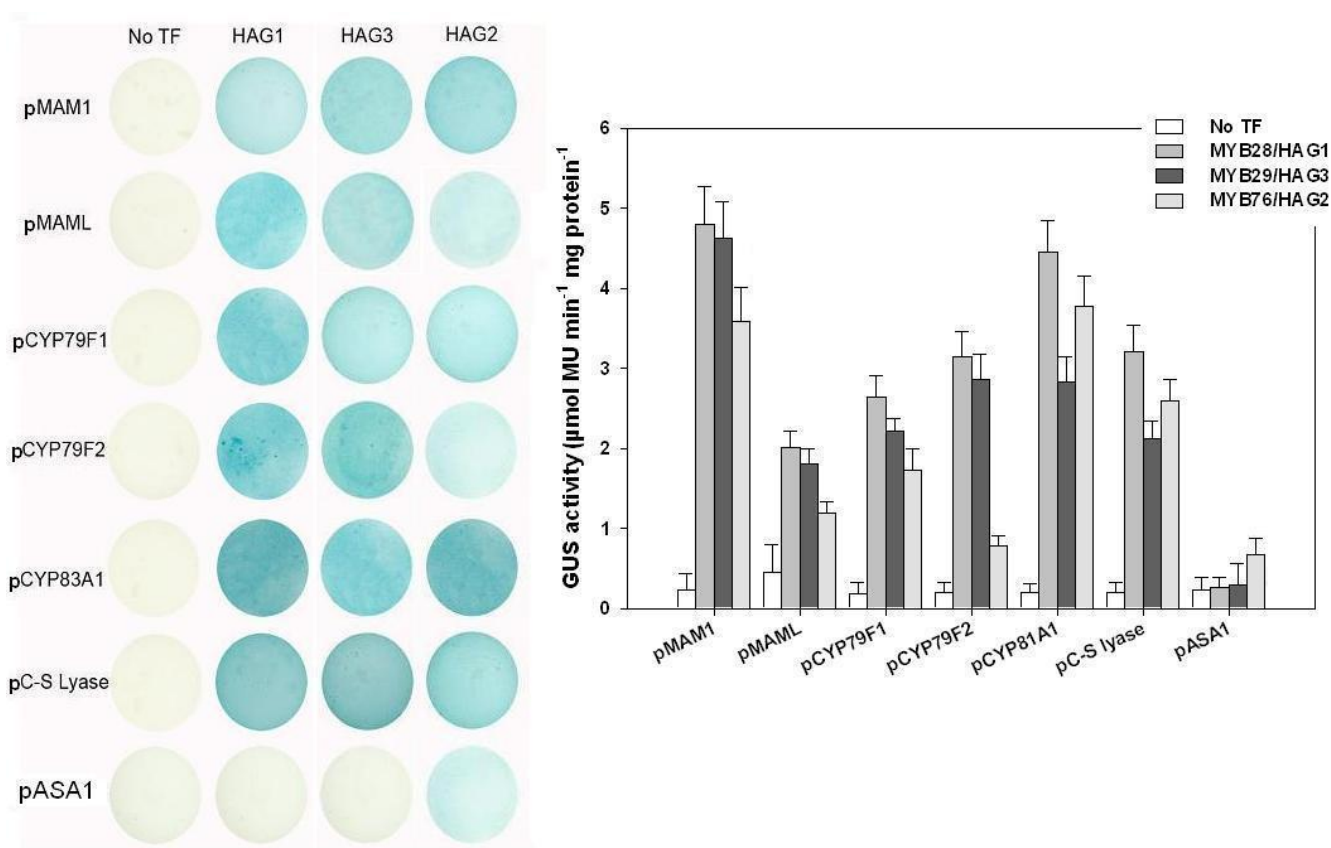 No TF HAG1 HAG3 HAG2
pMAM1
pMAML
pCYP79F1
pCYP79F2
pCYP83A1
pC-S Lyase
pASA1
No TF
MYB28/HAG1
MYB29/HAG3
MYB76/HAG2
GUS activity (µmol MU min⁻¹ mg protein⁻¹
6
5
4
3
2
1
0
pMAM1 pMAML pCYP79F1 pCYP79F2 pCYP81A1 pC-S lyase pASA1